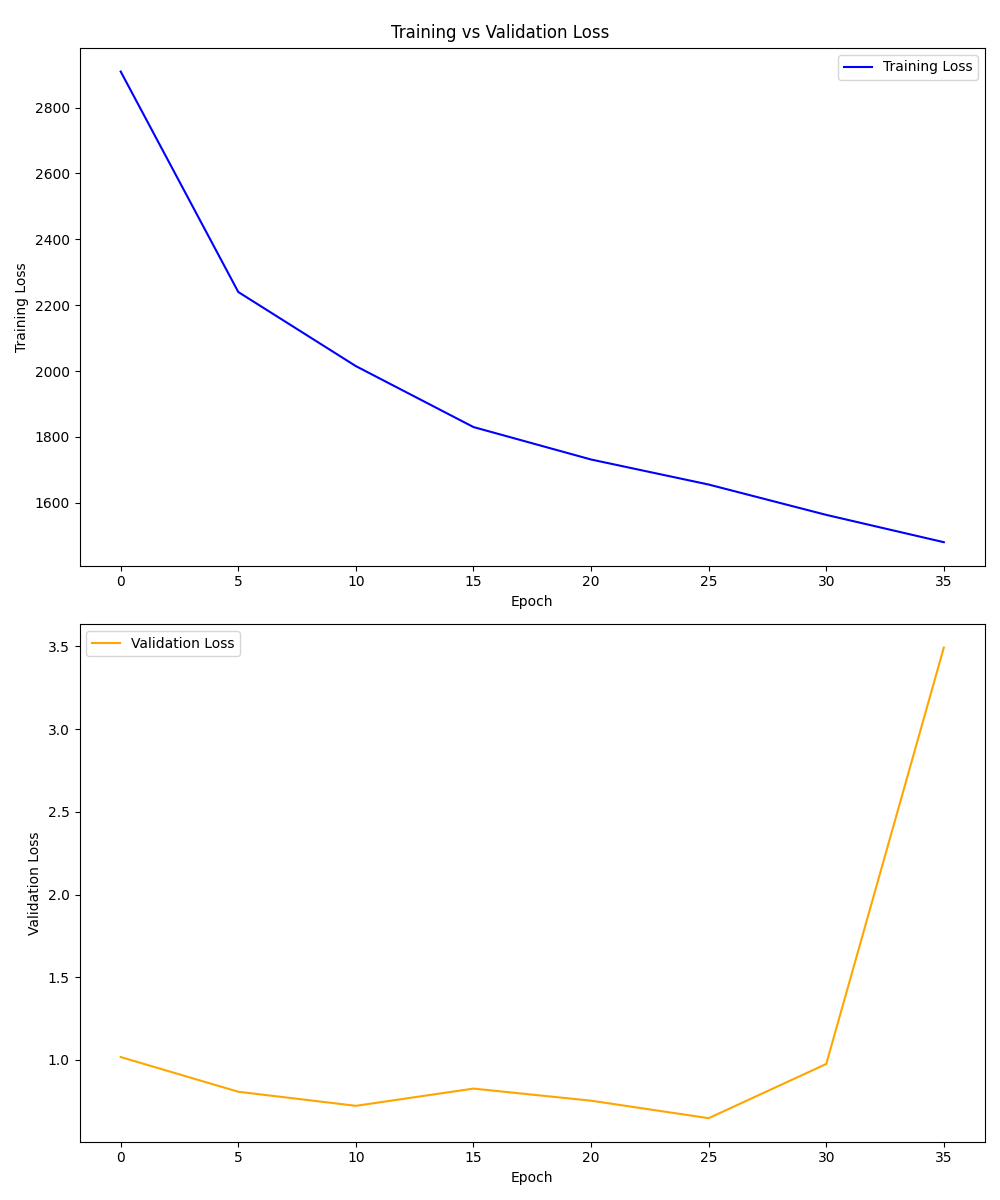 Training vs Validation Loss
Training Loss
2800
2600
2400
2200
2000
1800
1600
Training Loss
0 5 10 15 20 25 30 35
Epoch
Validation Loss
3.5
3.0
2.5
2.0
1.5
1.0
Validation Loss
0 5 10 15 20 25 30 35
Epoch